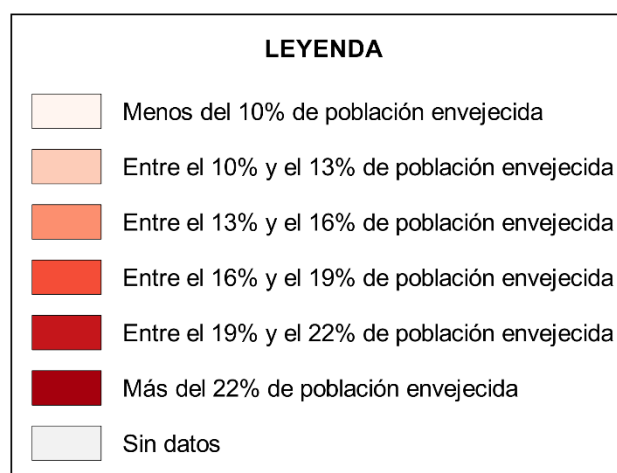 LEYENDA
Menos del 10% de población envejecida
Entre el 10% y el 13% de población envejecida
Entre el 13% y el 16% de población envejecida
Entre el 16% y el 19% de población envejecida
Entre el 19% y el 22% de población envejecida
Más del 22% de población envejecida
Sin datos